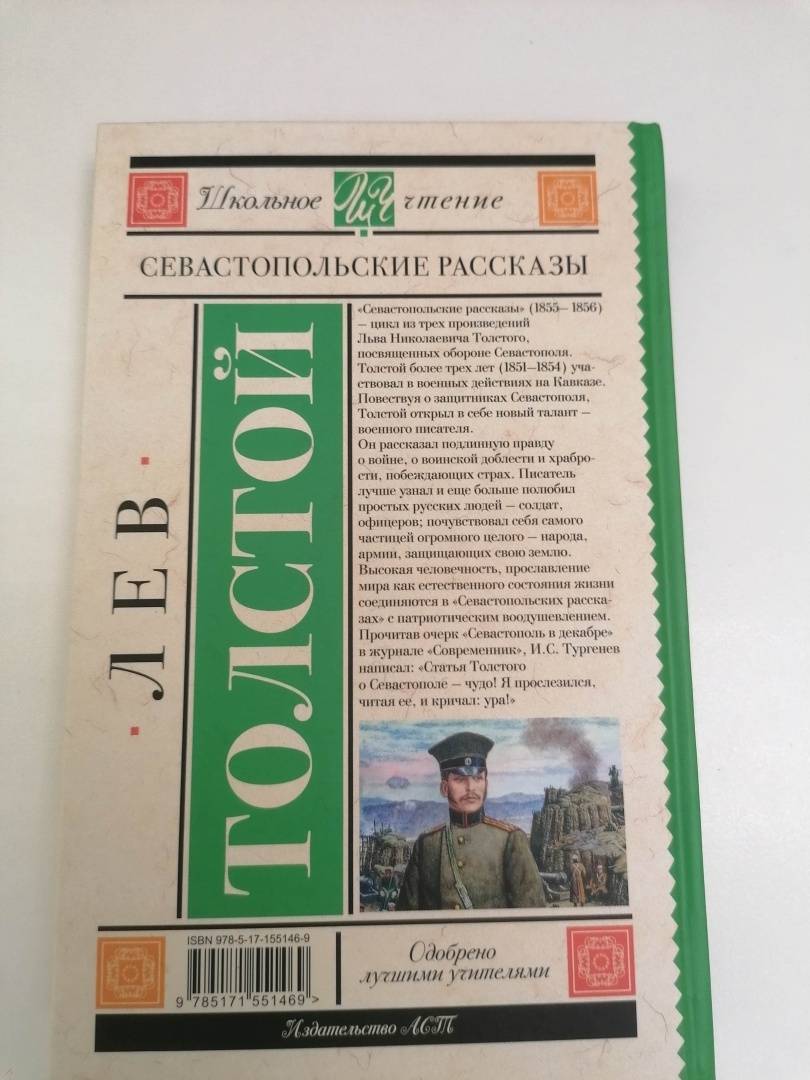 Школьное ШЧ чтение
СЕВАСТОПОЛЬСКИЕ РАССКАЗЫ
ЛЕВ
ТОЛСТОЙ
«Севастопольские рассказы» (1855— 1856)
— цикл из трех произведений
Льва Николаевича Толстого,
посвященных обороне Севастополя.
Толстой более трех лет (1851—1854) уча-
ствовал в военных действиях на Кавказе.
Повествуя о защитниках Севастополя,
Толстой открыл в себе новый талант —
военного писателя.
Он рассказал подлинную правду
о войне, о воинской доблести и храбро-
сти, побеждающих страх. Писатель
лучше узнал и еще больше полюбил
простых русских людей — солдат,
офицеров; почувствовал себя самого
частицей огромного целого — народа,
армии, защищающих свою землю.
Высокая человечность, прославление
мира как естественного состояния жизни
соединяются в «Севастопольских расска-
зах» с патриотическим воодушевлением.
Прочитав очерк «Севастополь в декабре»
в журнале «Современник», И.С. Тургенев
написал: «Статья Толстого
о Севастополе — чудо! Я прослезился,
читая ее, и кричал: ура!»
ISBN 978-5-17-155146-9
9 785171 551469 >
Одобрено
лучшими учителями
Издательство АСТ